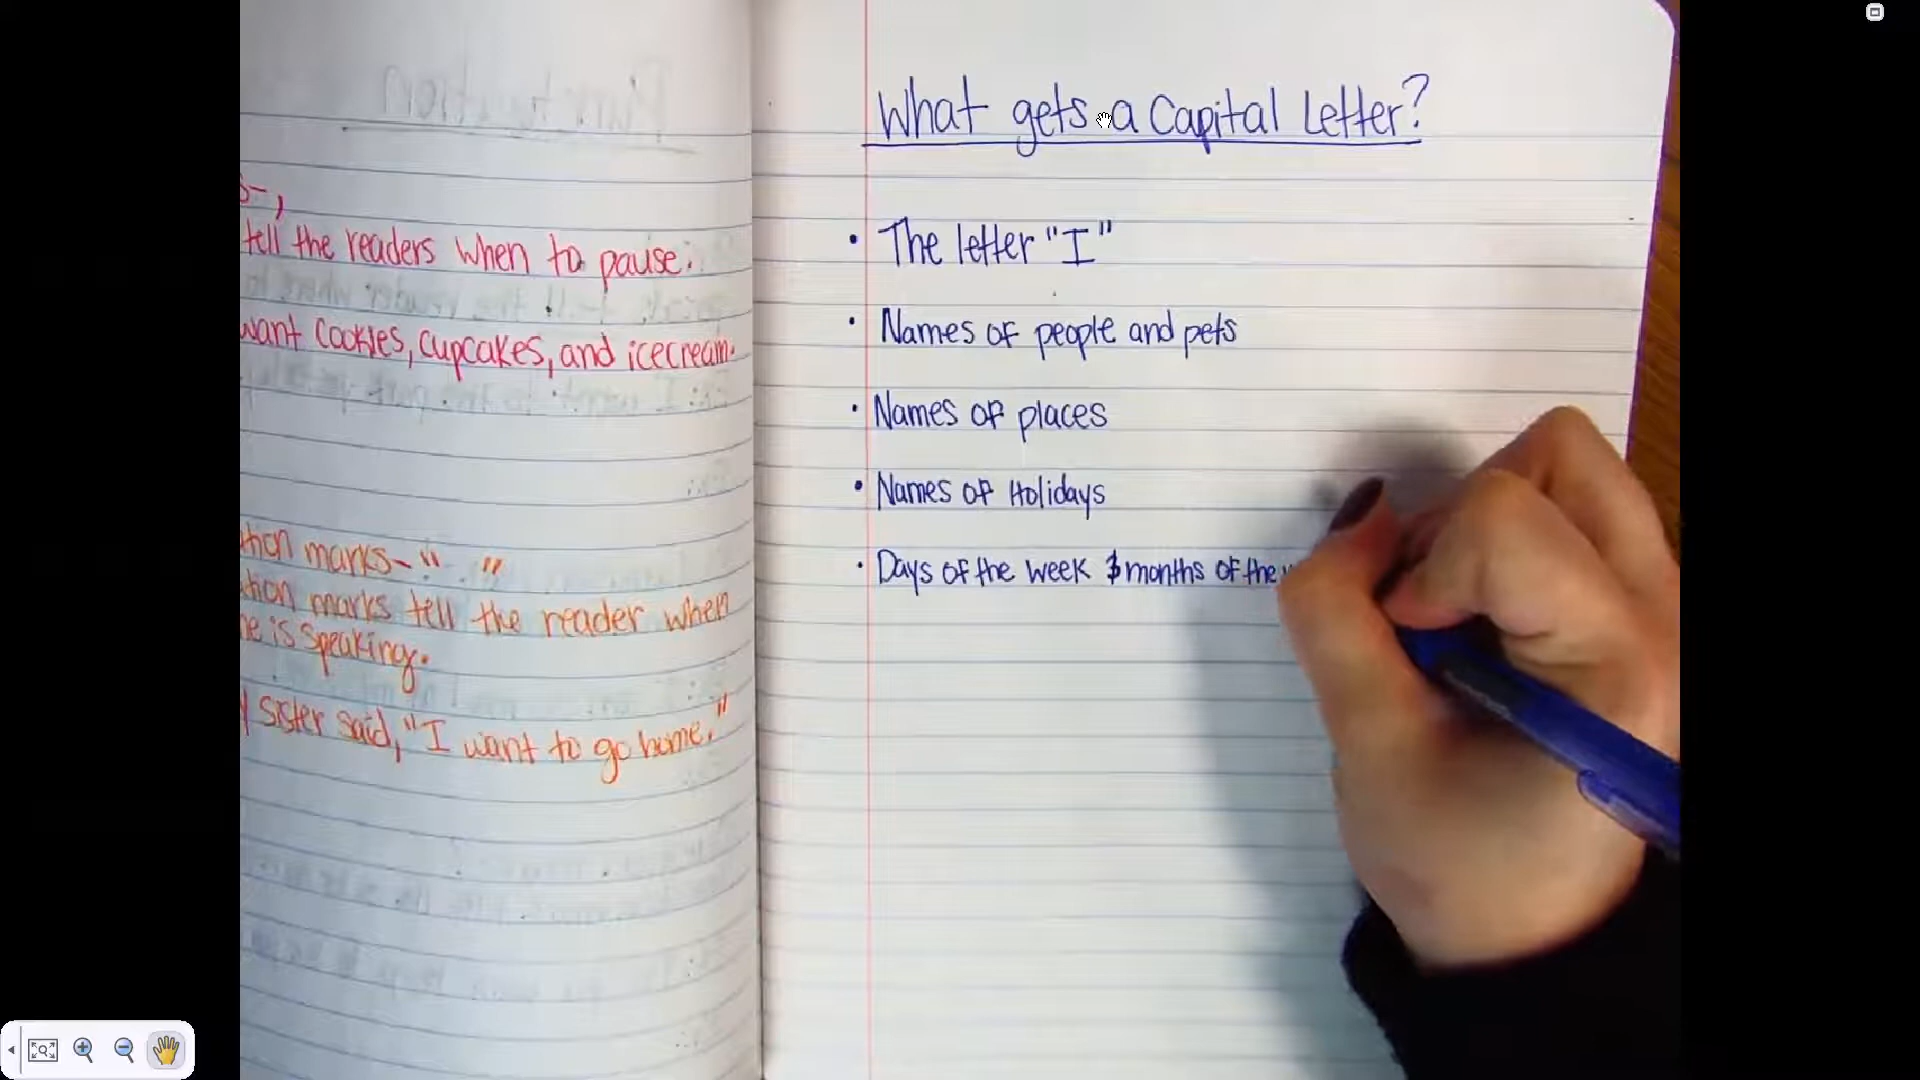 s-,
tell the readers when to pause.
want cookies, cupcakes, and icecream.
tion marks- " "
tion marks tell the reader when
ne is speaking.
sister said, "I want to go home."
What gets a Capital Letter?
• The letter "I"
• Names of people and pets
• Names of places
• Names of Holidays
• Days of the week & months of the